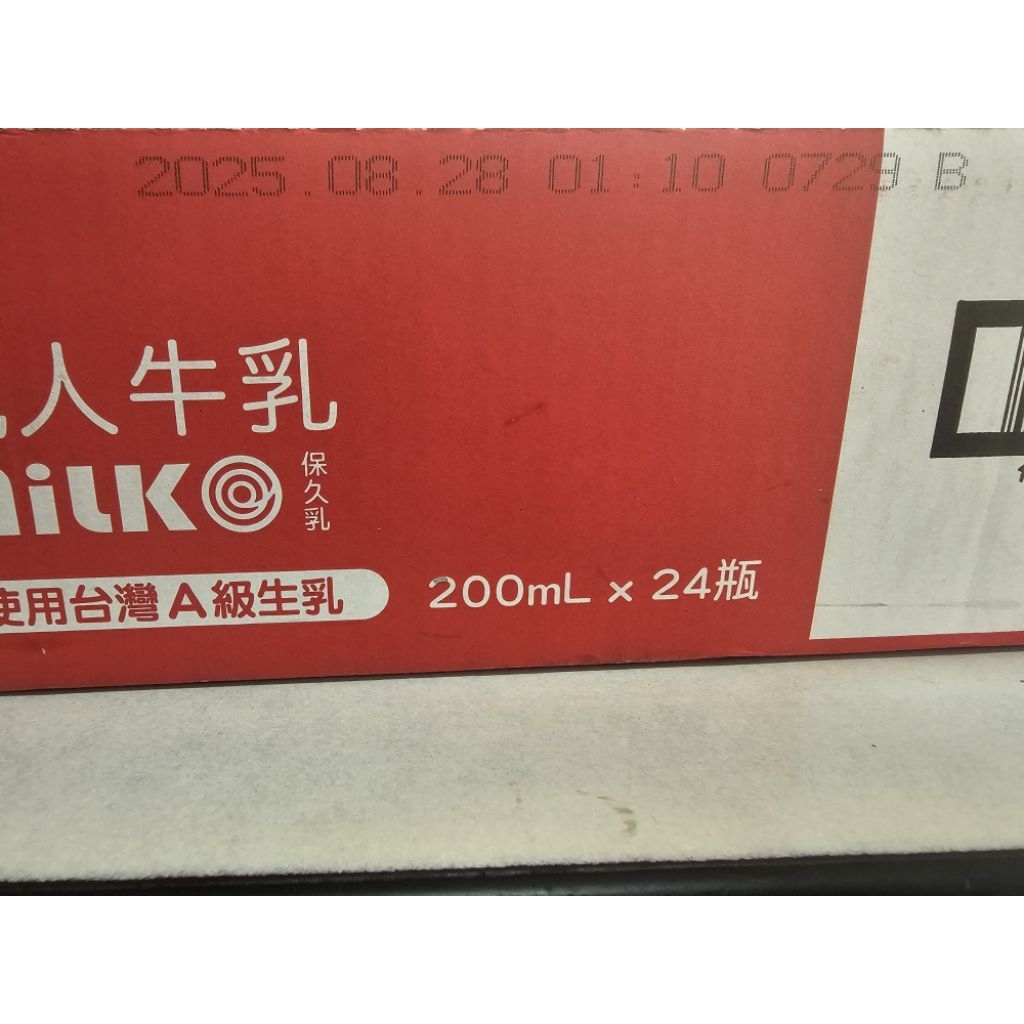 2025.08.28 01:10 0729 B
人牛乳
milk
保久乳
使用台灣A級生乳
200mL x 24瓶